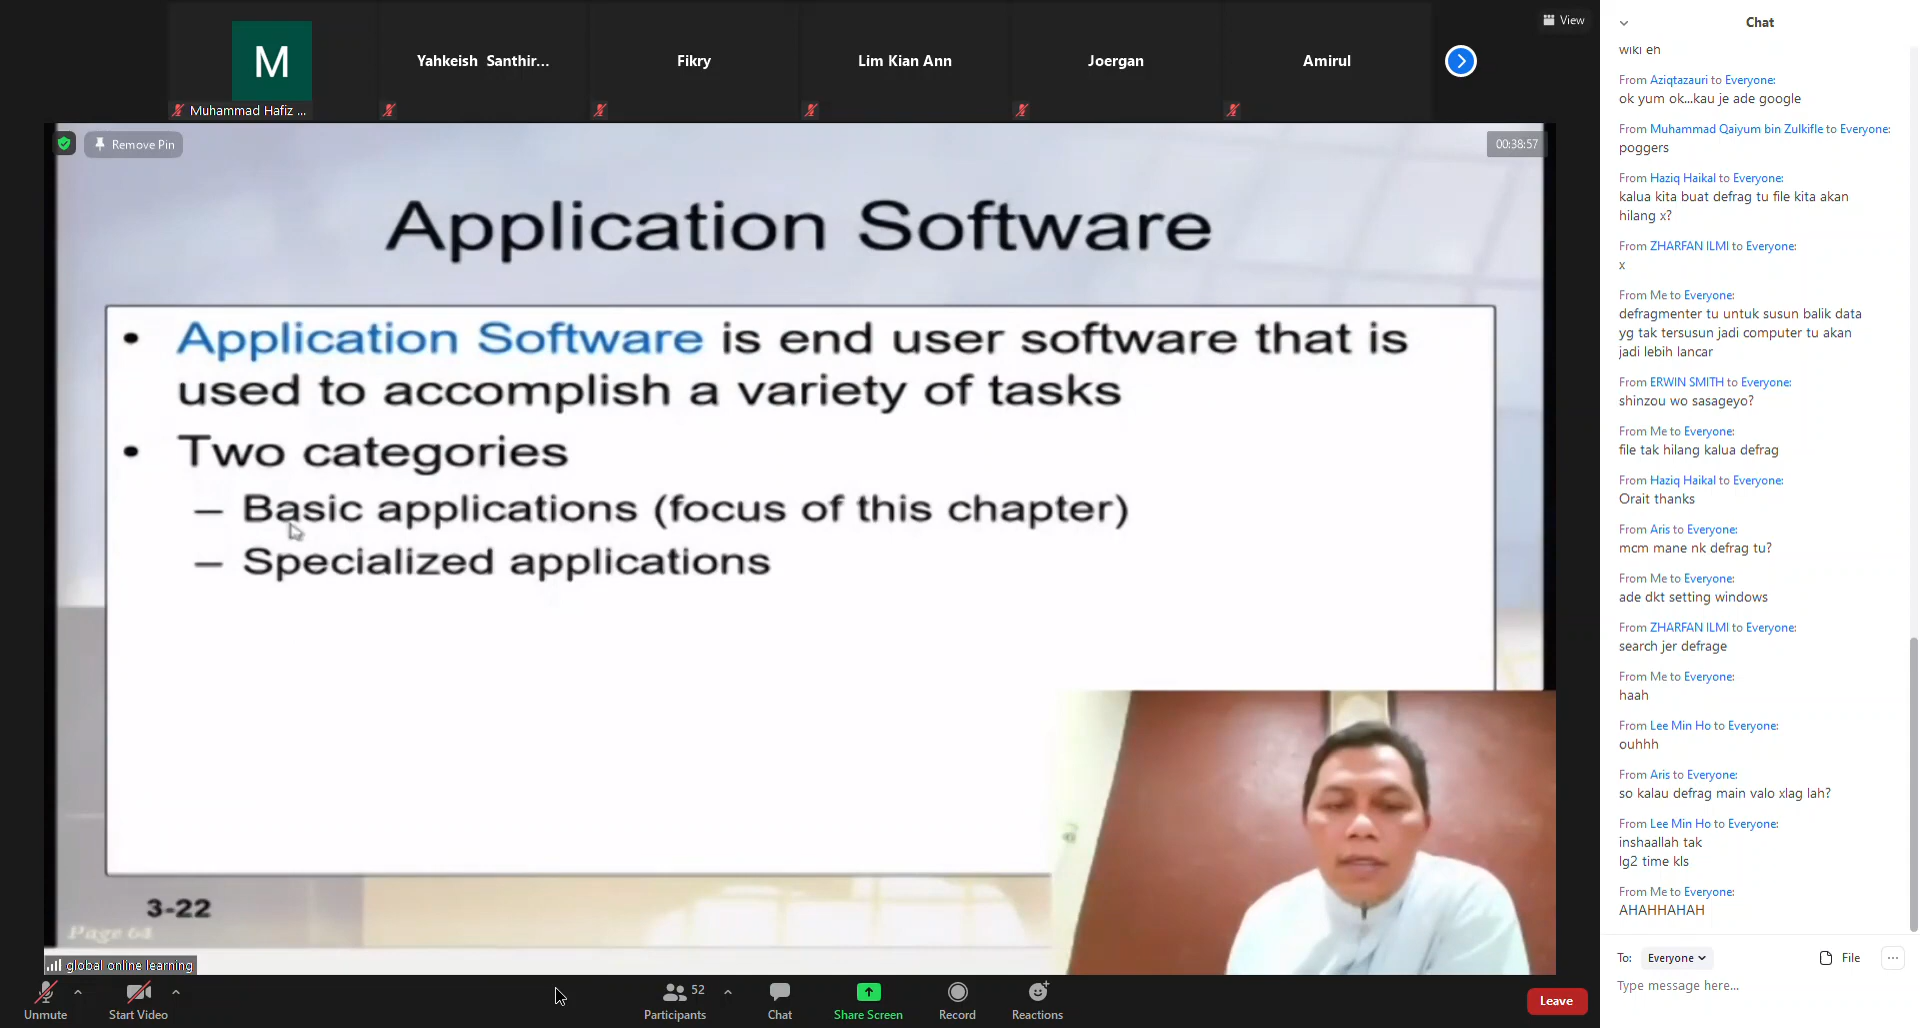 View
M
Muhammad Hafiz ...
Yahkeish Santhir...
Fikry
Lim Kian Ann
Joergan
Amirul
Remove Pin
00:38:57
Application Software
• Application Software is end user software that is
used to accomplish a variety of tasks
• Two categories
– Basic applications (focus of this chapter)
– Specialized applications
3-22
Page 64
global online learning
Unmute
Start Video
52
Participants
Chat
Share Screen
Record
Reactions
Leave
Chat
wiki eh
From Aziqtazauri to Everyone:
ok yum ok...kau je ade google
From Muhammad Qaiyum bin Zulkifle to Everyone:
poggers
From Haziq Haikal to Everyone:
kalua kita buat defrag tu file kita akan
hilang x?
From ZHARFAN ILMI to Everyone:
x
From Me to Everyone:
defragmenter tu untuk susun balik data
yg tak tersusun jadi computer tu akan
jadi lebih lancar
From ERWIN SMITH to Everyone:
shinzou wo sasageyo?
From Me to Everyone:
file tak hilang kalua defrag
From Haziq Haikal to Everyone:
Orait thanks
From Aris to Everyone:
mcm mane nk defrag tu?
From Me to Everyone:
ade dkt setting windows
From ZHARFAN ILMI to Everyone:
search jer defrage
From Me to Everyone:
haah
From Lee Min Ho to Everyone:
ouhhh
From Aris to Everyone:
so kalau defrag main valo xlag lah?
From Lee Min Ho to Everyone:
inshaallah tak
lg2 time kls
From Me to Everyone:
AHAHHAHAH
To: Everyone
File
...
Type message here...